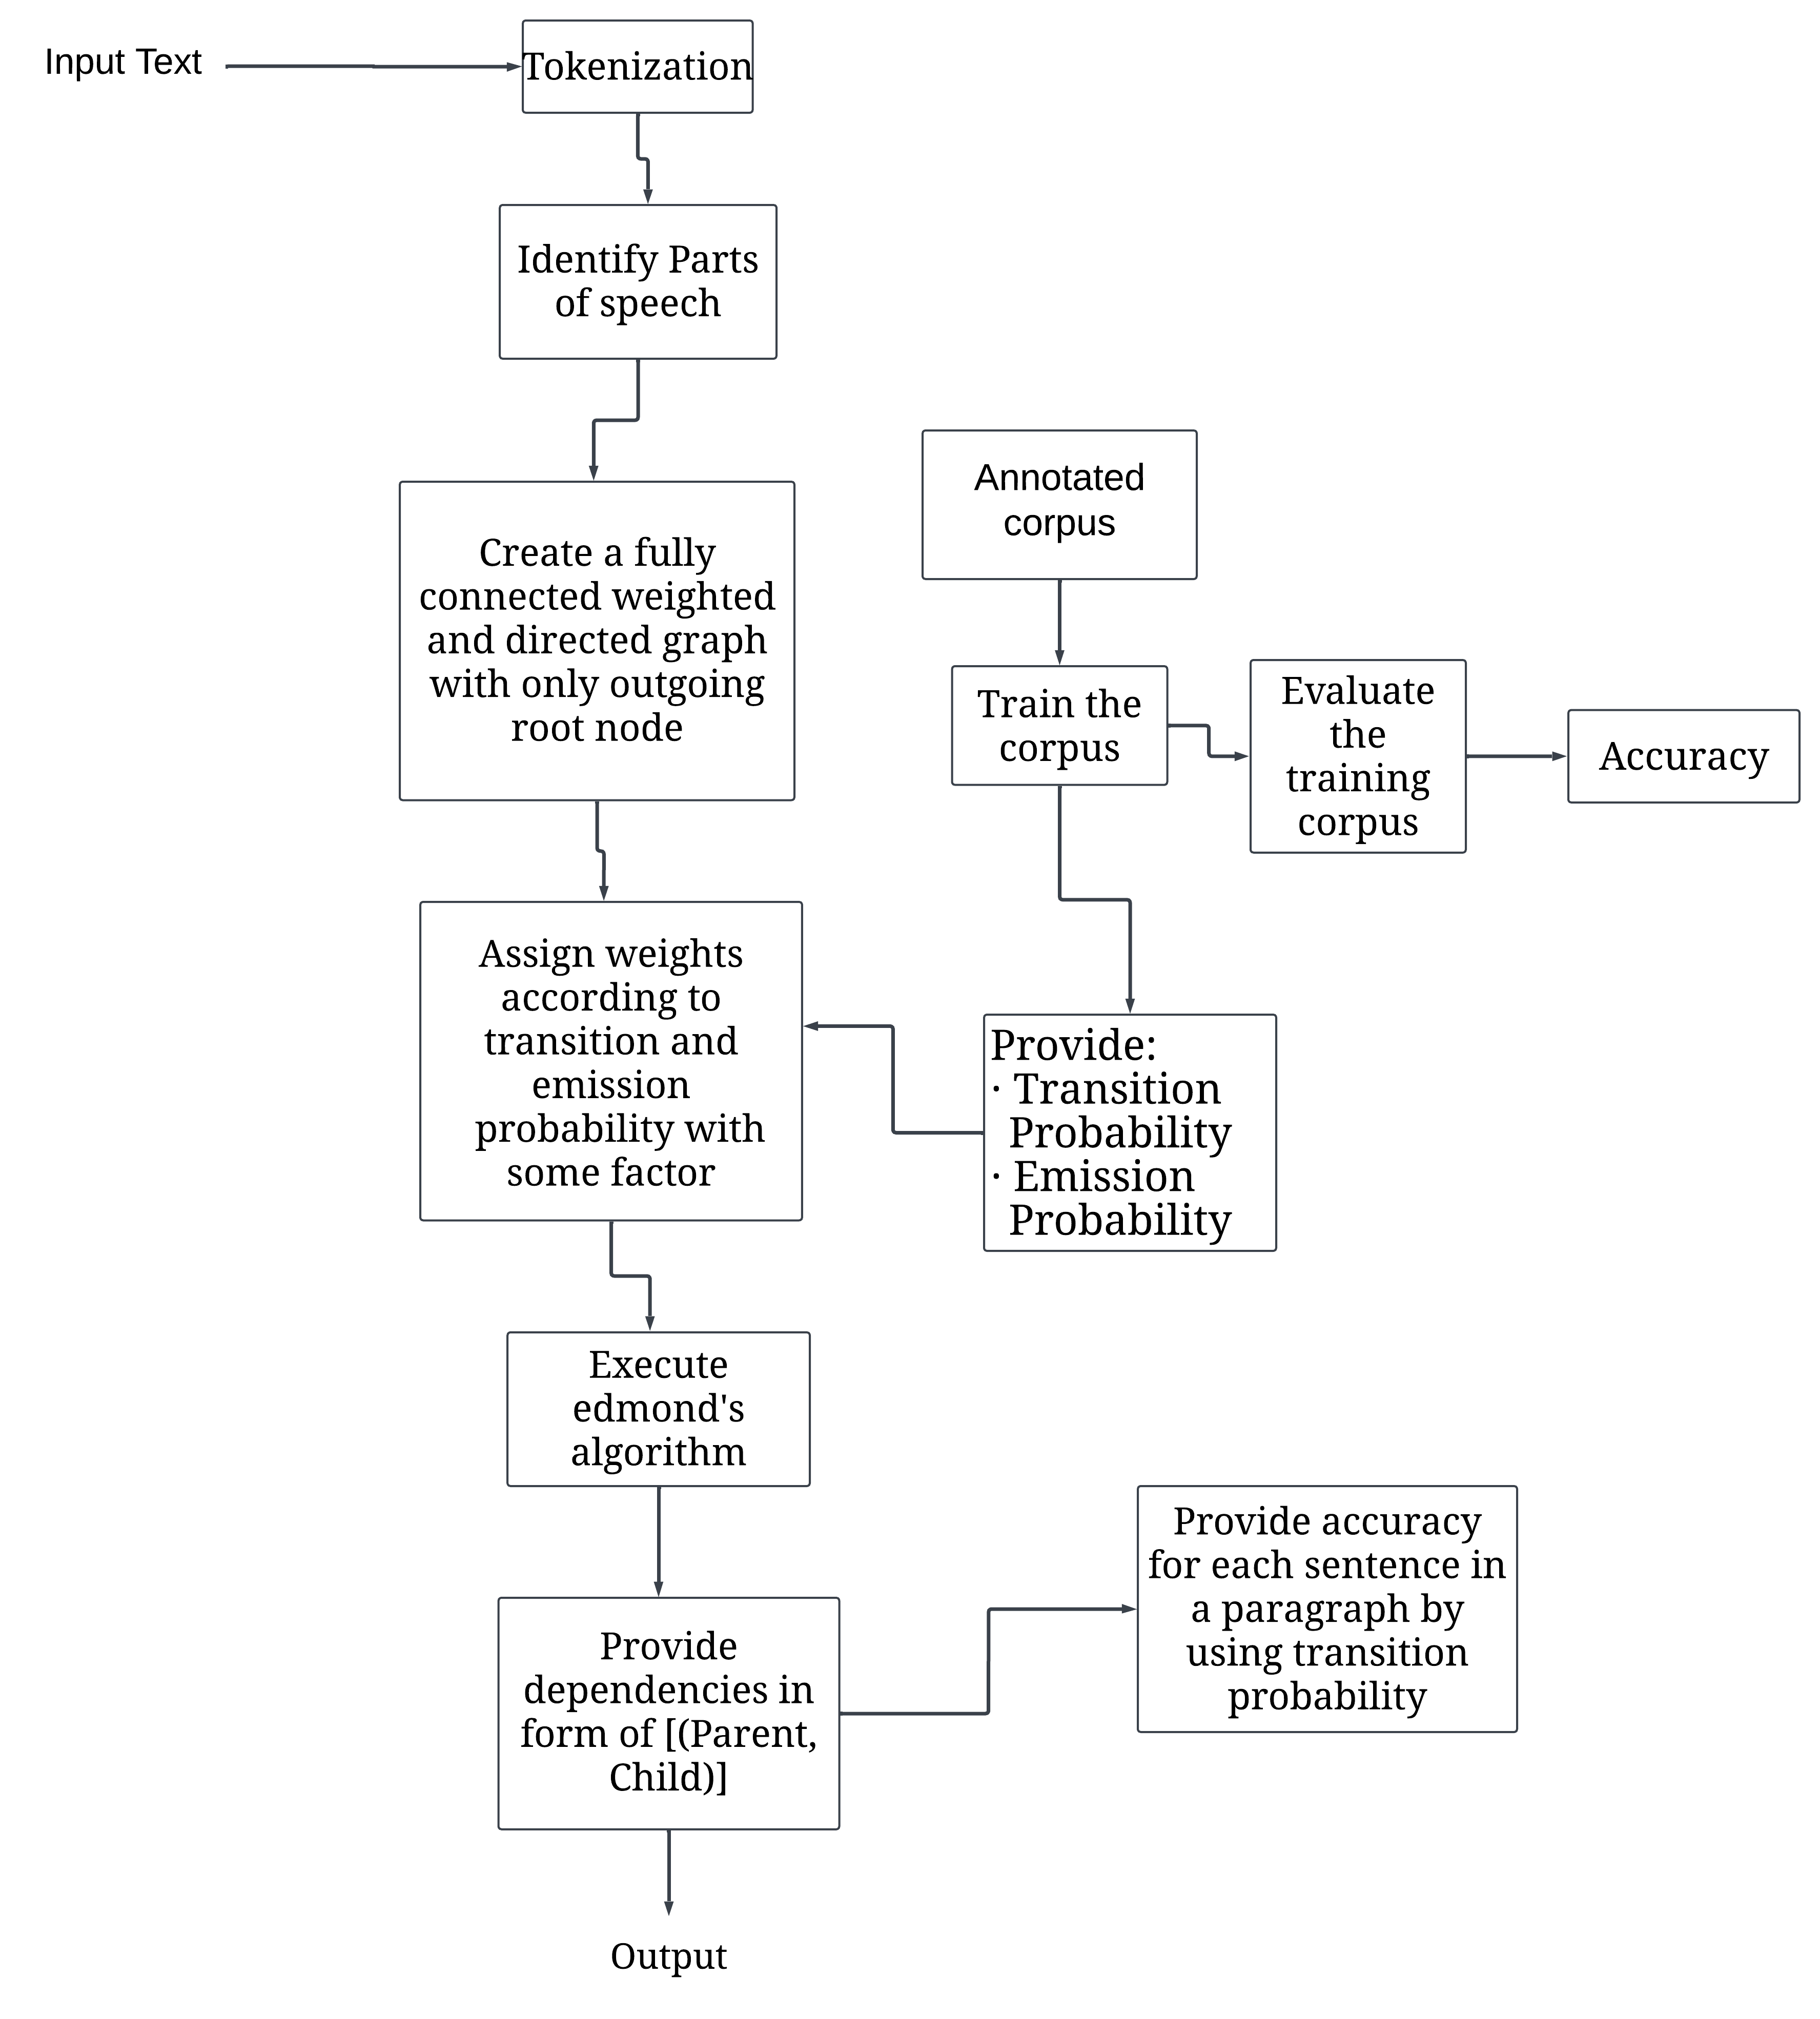 Input Text
Tokenization
Identify Parts
of speech
Create a fully
connected weighted
and directed graph
with only outgoing
root node
Annotated
corpus
Train the
corpus
Evaluate
the
training
corpus
Accuracy
Assign weights
according to
transition and
emission
probability with
some factor
Provide:
· Transition
Probability
· Emission
Probability
Execute
edmond's
algorithm
Provide
dependencies in
form of [(Parent,
Child)]
Provide accuracy
for each sentence in
a paragraph by
using transition
probability
Output